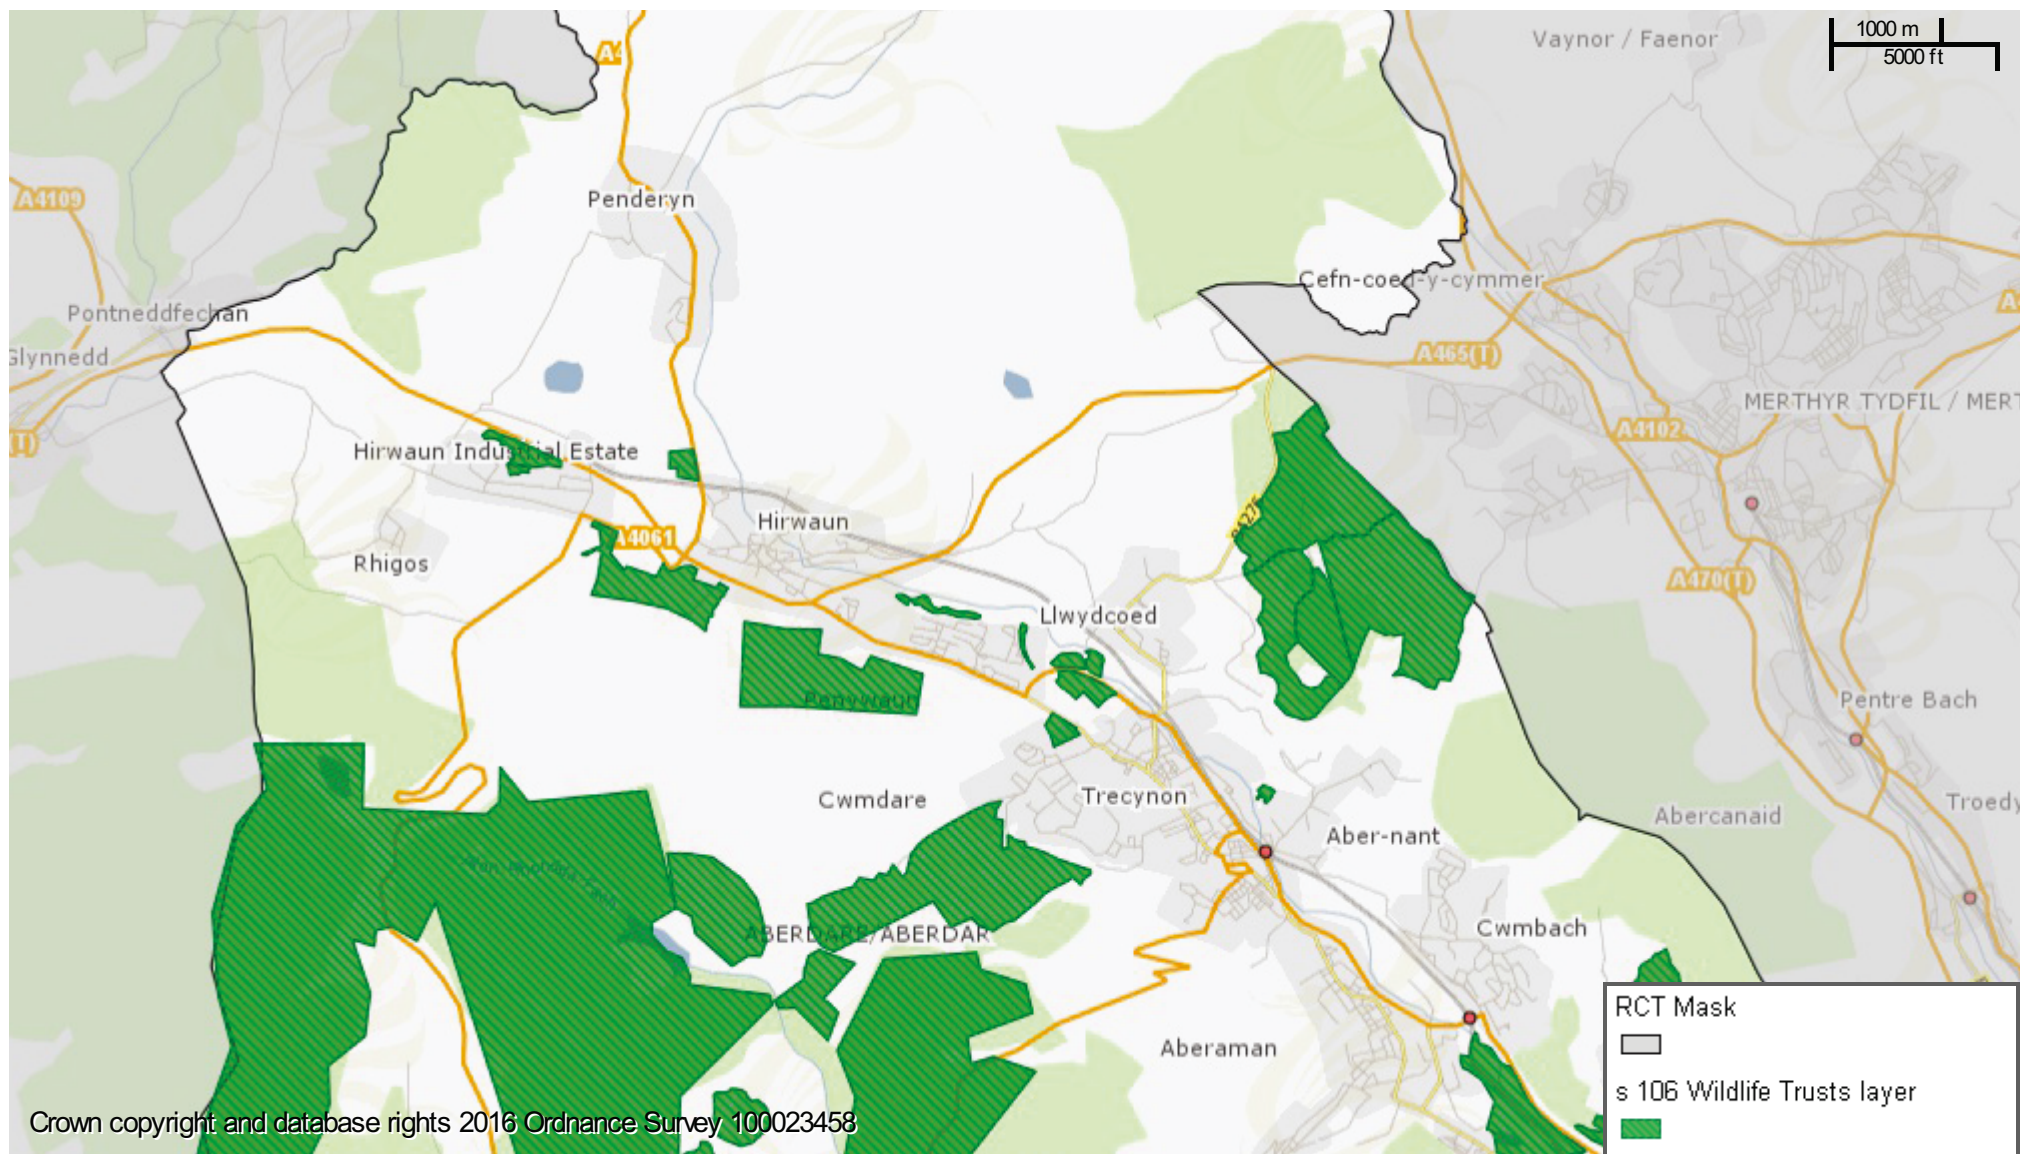 1000 m
5000 ft
Vaynor / Faenor
A4109
Penderyn
Cefn-coed-y-cymmer
Pontneddfechan
Glynnedd
A465(T)
MERTHYR TYDFIL / MERT
A4102
(T)
Hirwaun Industrial Estate
Hirwaun
A4061
Rhigos
A470(T)
Llwydcoed
Penywaun
Pentre Bach
Cwmdare
Trecynon
Troedy
Abercanaid
Aber-nant
ABERDARE/ABERDAR
Cwmbach
Aberaman
RCT Mask
s 106 Wildlife Trusts layer
Crown copyright and database rights 2016 Ordnance Survey 100023458